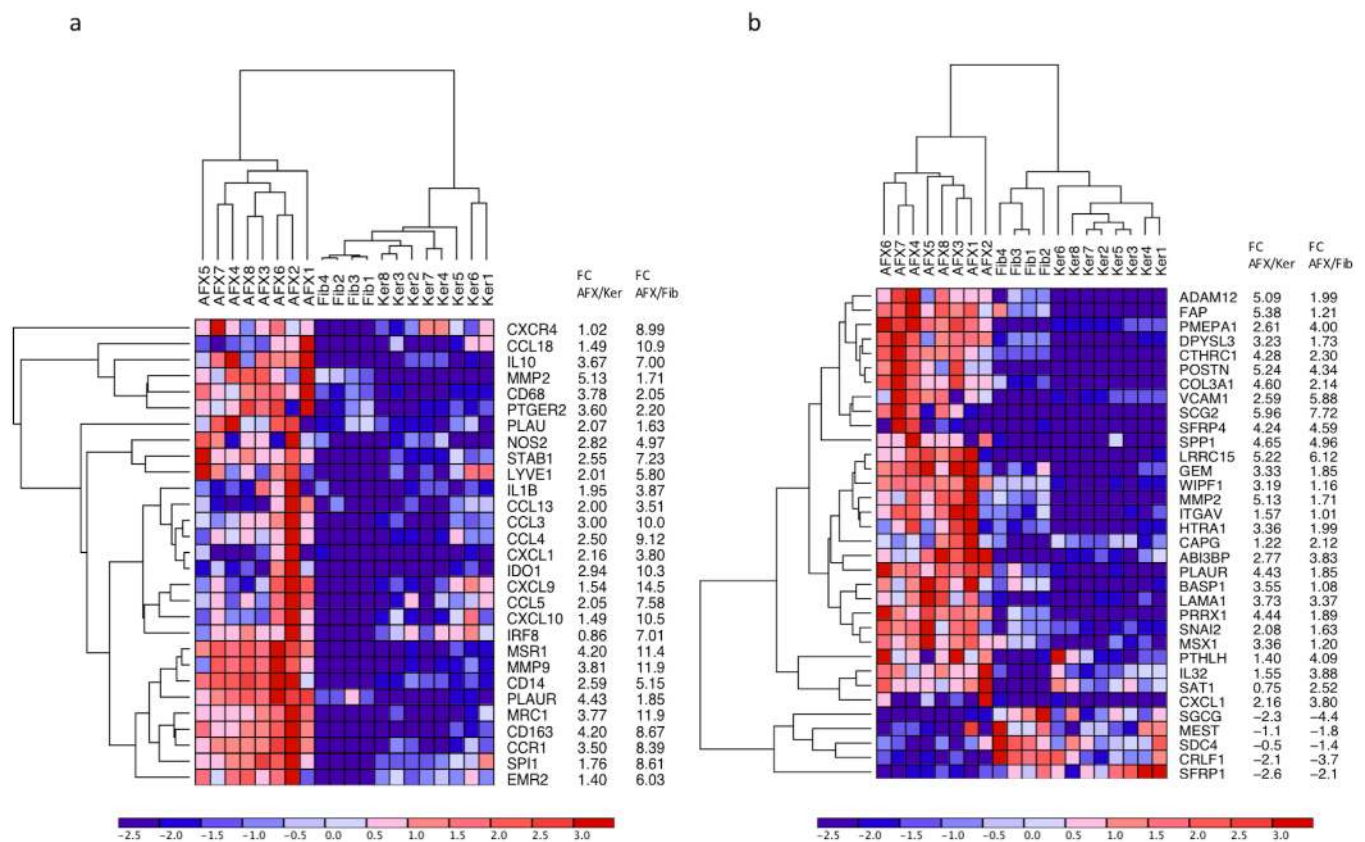 a
FC FC
AFX/Ker AFX/Fib
AFX5 AFX7 AFX4 AFX8 AFX3 AFX6 AFX2 AFX1 Fib4 Fib2 Fib3 Fib1 Ker8 Ker3 Ker2 Ker7 Ker4 Ker5 Ker6 Ker1
CXCR4 1.02 8.99
CCL18 1.49 10.9
IL10 3.67 7.00
MMP2 5.13 1.71
CD68 3.78 2.05
PTGER2 3.60 2.20
PLAU 2.07 1.63
NOS2 2.82 4.97
STAB1 2.55 7.23
LYVE1 2.01 5.80
IL1B 1.95 3.87
CCL13 2.00 3.51
CCL3 3.00 10.0
CCL4 2.50 9.12
CXCL1 2.16 3.80
IDO1 2.94 10.3
CXCL9 1.54 14.5
CCL5 2.05 7.58
CXCL10 1.49 10.5
IRF8 0.86 7.01
MSR1 4.20 11.4
MMP9 3.81 11.9
CD14 2.59 5.15
PLAUR 4.43 1.85
MRC1 3.77 11.9
CD163 4.20 8.67
CCR1 3.50 8.39
SPI1 1.76 8.61
EMR2 1.40 6.03
−2.5 −2.0 −1.5 −1.0 −0.5 0.0 0.5 1.0 1.5 2.0 2.5 3.0
b
FC FC
AFX/Ker AFX/Fib
AFX6 AFX7 AFX4 AFX5 AFX8 AFX3 AFX1 AFX2 Fib4 Fib3 Fib1 Fib2 Ker6 Ker8 Ker7 Ker2 Ker5 Ker3 Ker4 Ker1
ADAM12 5.09 1.99
FAP 5.38 1.21
PMEPA1 2.61 4.00
DPYSL3 3.23 1.73
CTHRC1 4.28 2.30
POSTN 5.24 4.34
COL3A1 4.60 2.14
VCAM1 2.59 5.88
SCG2 5.96 7.72
SFRP4 4.24 4.59
SPP1 4.65 4.96
LRRC15 5.22 6.12
GEM 3.33 1.85
WIPF1 3.19 1.16
MMP2 5.13 1.71
ITGAV 1.57 1.01
HTRA1 3.36 1.99
CAPG 1.22 2.12
ABI3BP 2.77 3.83
PLAUR 4.43 1.85
BASP1 3.55 1.08
LAMA1 3.73 3.37
PRRX1 4.44 1.89
SNAI2 2.08 1.63
MSX1 3.36 1.20
PTHLH 1.40 4.09
IL32 1.55 3.88
SAT1 0.75 2.52
CXCL1 2.16 3.80
SGCG −2.3 −4.4
MEST −1.1 −1.8
SDC4 −0.5 −1.4
CRLF1 −2.1 −3.7
SFRP1 −2.6 −2.1
−2.5 −2.0 −1.5 −1.0 −0.5 0.0 0.5 1.0 1.5 2.0 2.5 3.0